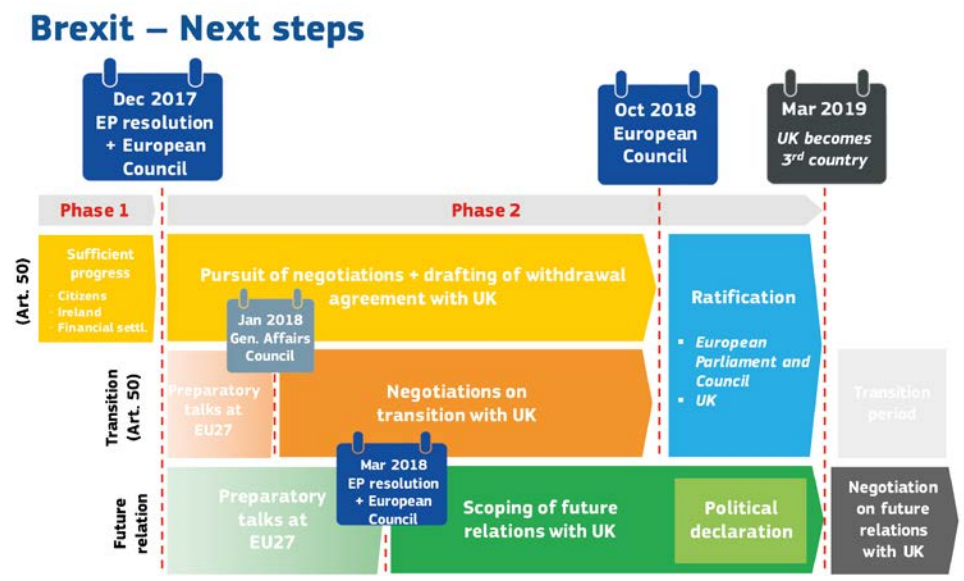 Brexit – Next steps
Dec 2017
EP resolution
+ European
Council
Oct 2018
European
Council
Mar 2019
UK becomes
3rd country
Phase 1
Phase 2
(Art. 50)
Sufficient
progress
· Citizens
· Ireland
· Financial settl.
Pursuit of negotiations + drafting of withdrawal
agreement with UK
Ratification
▪ European
Parliament and
Council
▪ UK
Jan 2018
Gen. Affairs
Council
Transition
(Art. 50)
Preparatory
talks at
EU27
Negotiations on
transition with UK
Transition
period
Mar 2018
EP resolution
+ European
Council
Future
relation
Preparatory
talks at
EU27
Scoping of future
relations with UK
Political
declaration
Negotiation
on future
relations
with UK